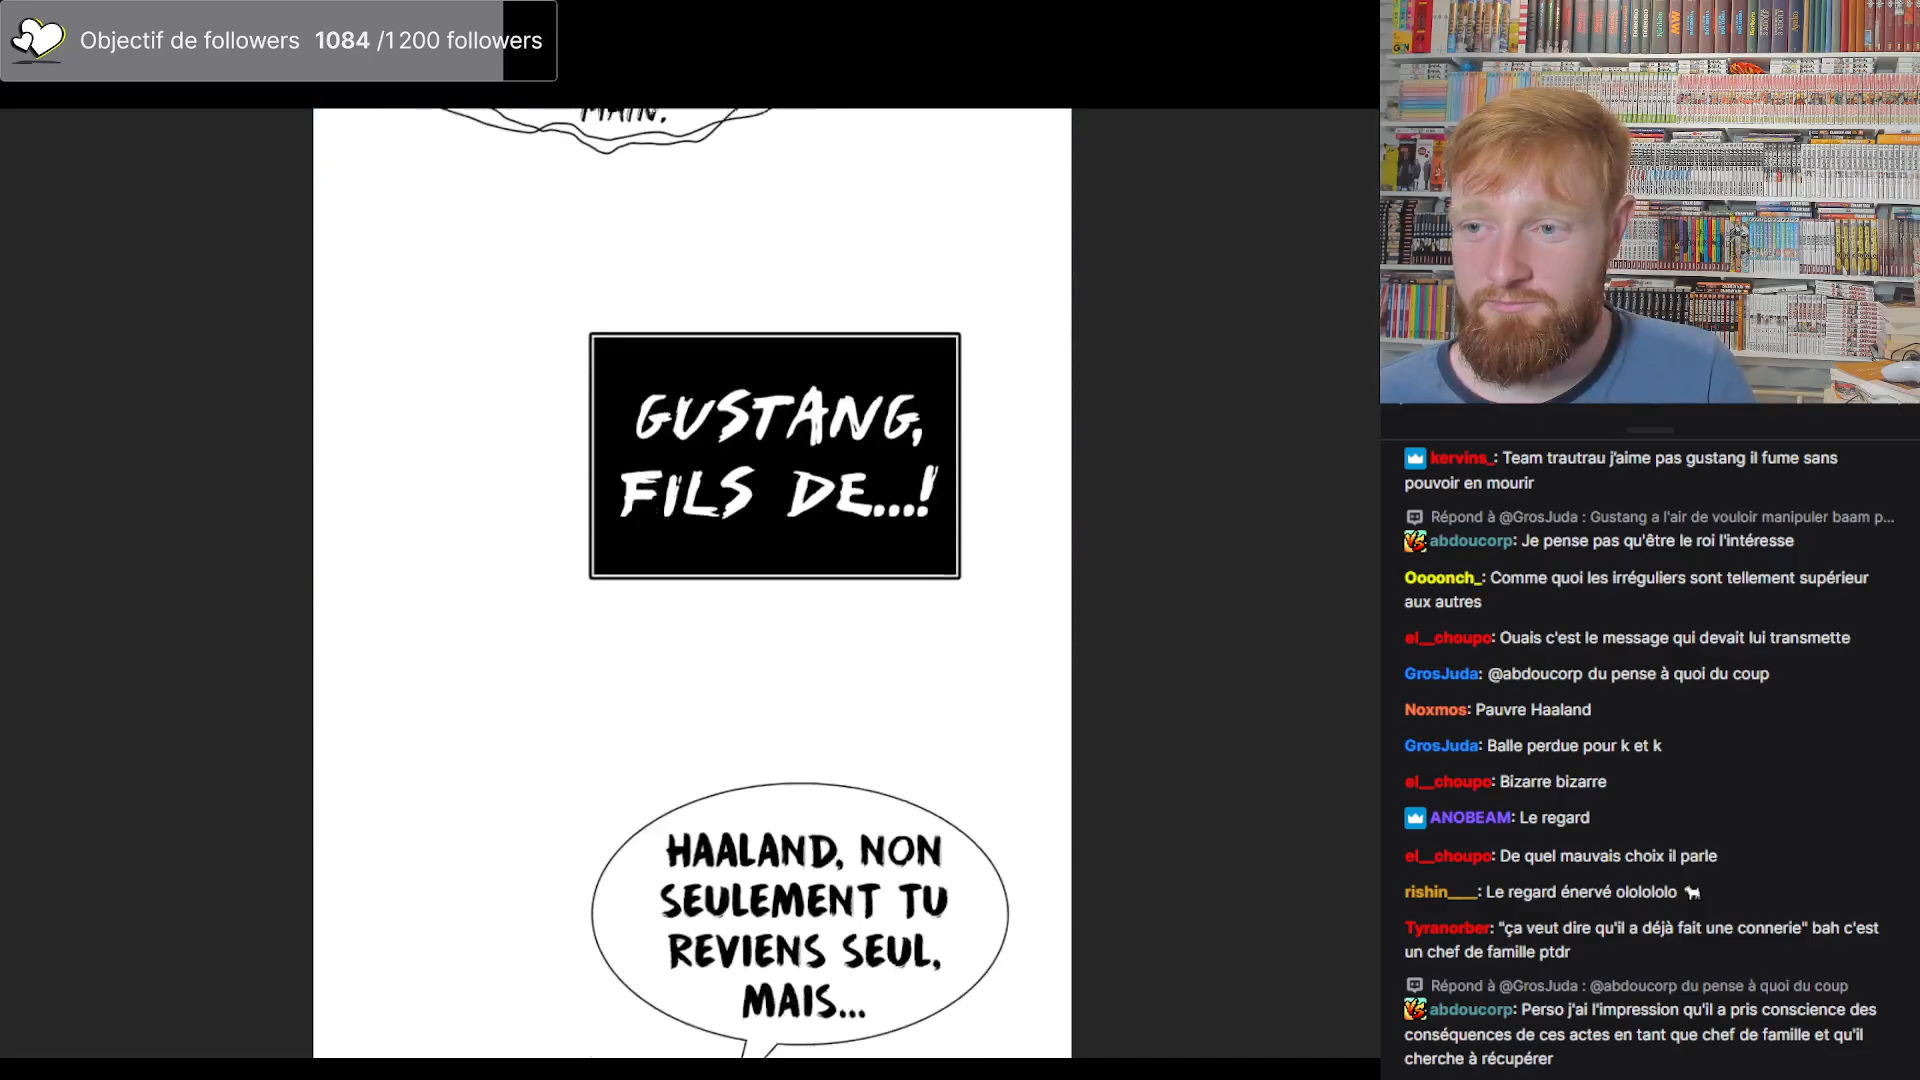 Objectif de followers 1084 /1 200 followers
MAIN.
GUSTANG,
FILS DE...!
HAALAND, NON
SEULEMENT TU
REVIENS SEUL,
MAIS...
kervins_: Team trautrau j'aime pas gustang il fume sans
pouvoir en mourir
Répond à @GrosJuda : Gustang a l'air de vouloir manipuler baam p...
abdoucorp: Je pense pas qu'être le roi l'intéresse
Oooonch_: Comme quoi les irréguliers sont tellement supérieur
aux autres
el__choupo: Ouais c'est le message qui devait lui transmette
GrosJuda: @abdoucorp du pense à quoi du coup
Noxmos: Pauvre Haaland
GrosJuda: Balle perdue pour k et k
el__choupo: Bizarre bizarre
ANOBEAM: Le regard
el__choupo: De quel mauvais choix il parle
rishin____: Le regard énervé ololololo
Tyranorber: "ça veut dire qu'il a déjà fait une connerie" bah c'est
un chef de famille ptdr
Répond à @GrosJuda : @abdoucorp du pense à quoi du coup
abdoucorp: Perso j'ai l'impression qu'il a pris conscience des
conséquences de ces actes en tant que chef de famille et qu'il
cherche à récupérer